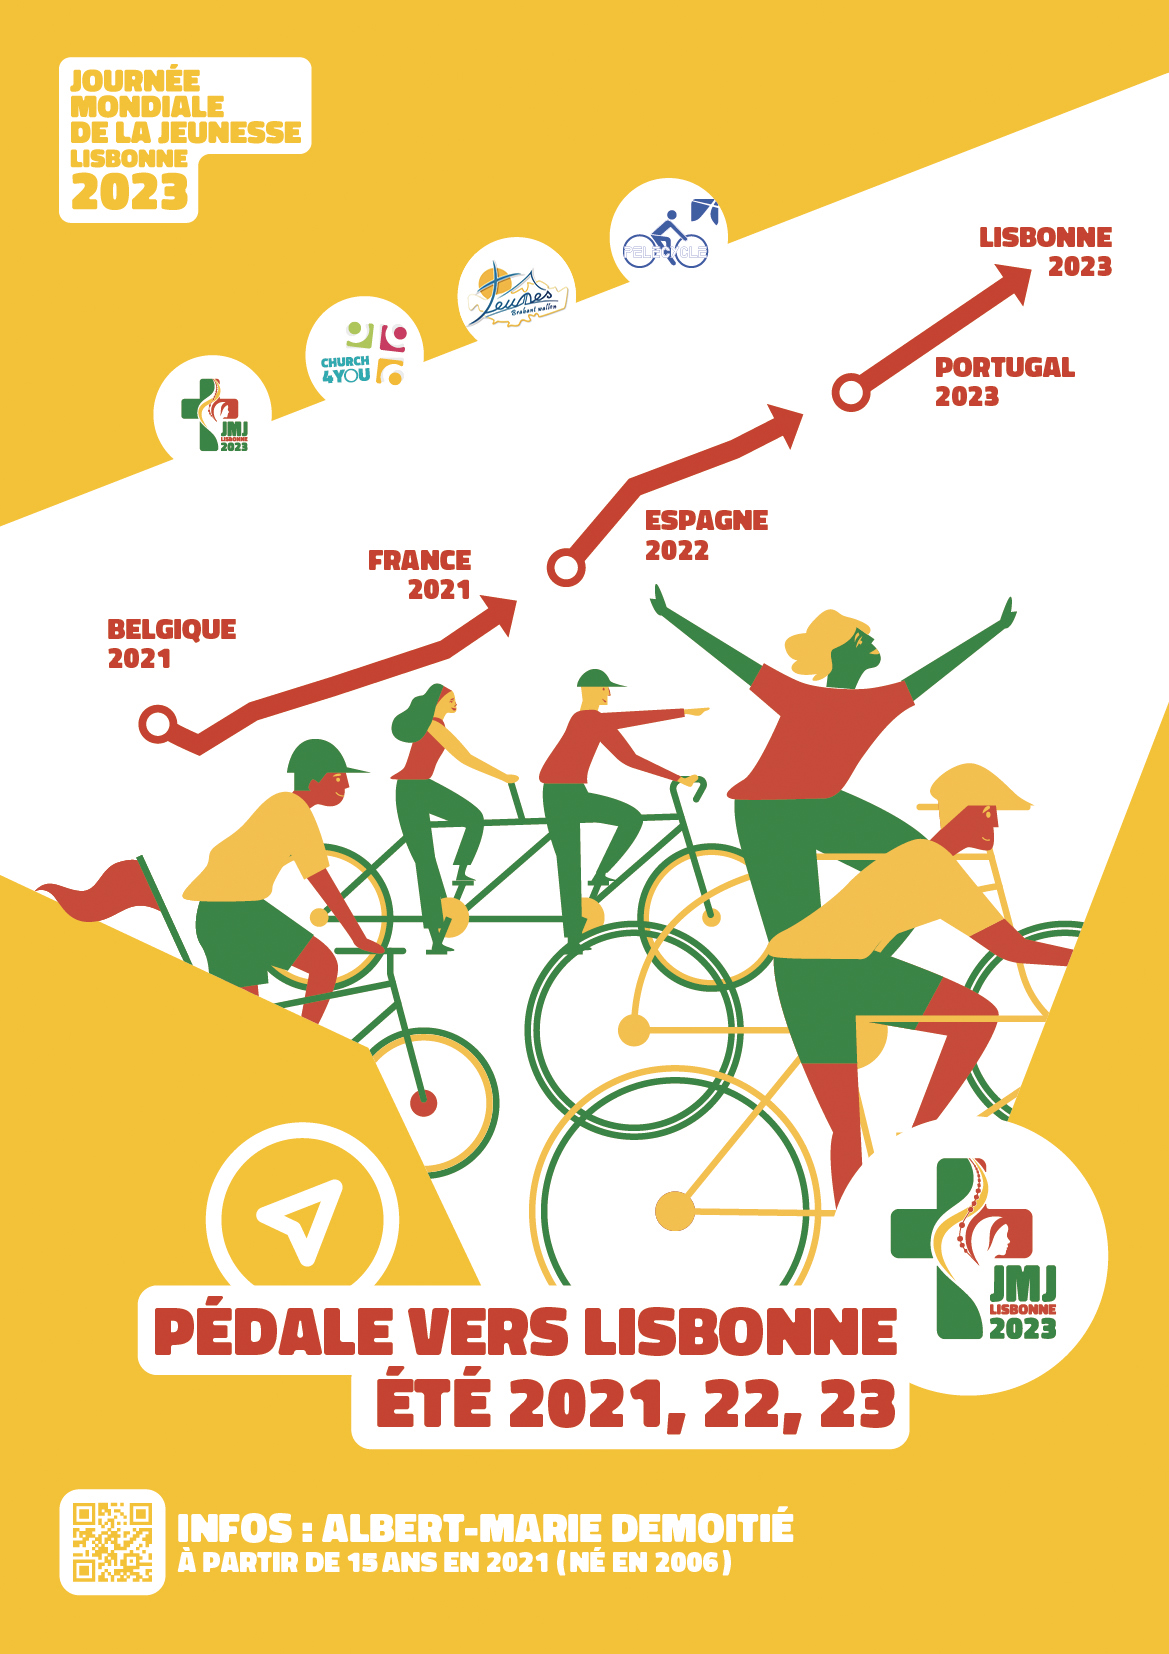 JOURNÉE
MONDIALE
DE LA JEUNESSE
LISBONNE
2023
PELECYCLE
Jeunes
Brabant wallon
CHURCH
4YOU
JMJ
LISBONNE
2023
LISBONNE
2023
PORTUGAL
2023
ESPAGNE
2022
FRANCE
2021
BELGIQUE
2021
JMJ
LISBONNE
2023
PÉDALE VERS LISBONNE
ÉTÉ 2021, 22, 23
INFOS : ALBERT-MARIE DEMOITIÉ
À PARTIR DE 15 ANS EN 2021 (NÉ EN 2006)